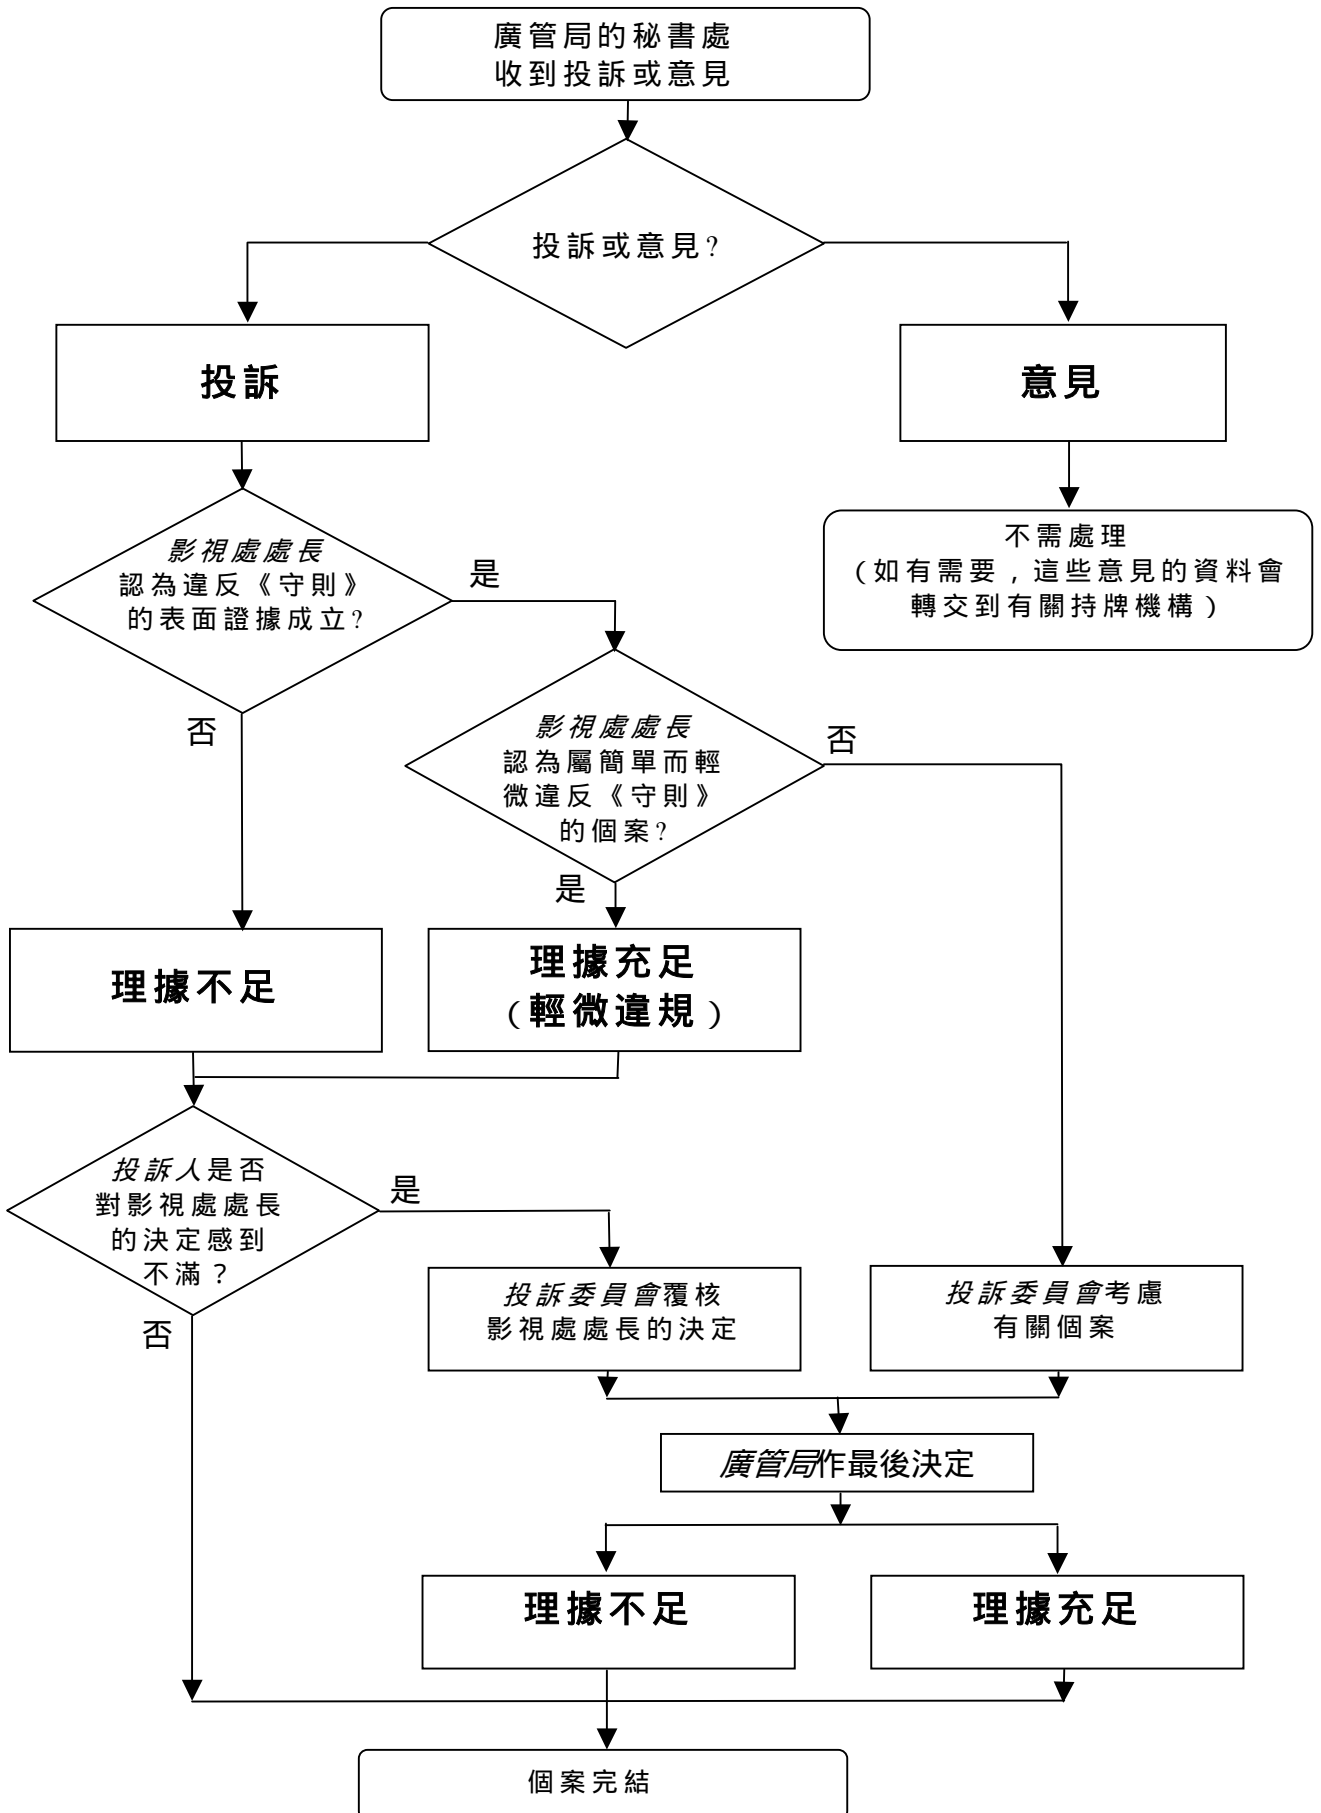 廣管局的秘書處
收到投訴或意見
投訴或意見?
投訴
意見
不需處理
（如有需要，這些意見的資料會
轉交到有關持牌機構）
影視處處長
認為違反《守則》
的表面證據成立?
是
否
影視處處長
認為屬簡單而輕
微違反《守則》
的個案?
否
是
理據不足
理據充足
（輕微違規）
投訴人是否
對影視處處長
的決定感到
不滿？
是
否
投訴委員會覆核
影視處處長的決定
投訴委員會考慮
有關個案
廣管局作最後決定
理據不足
理據充足
個案完結